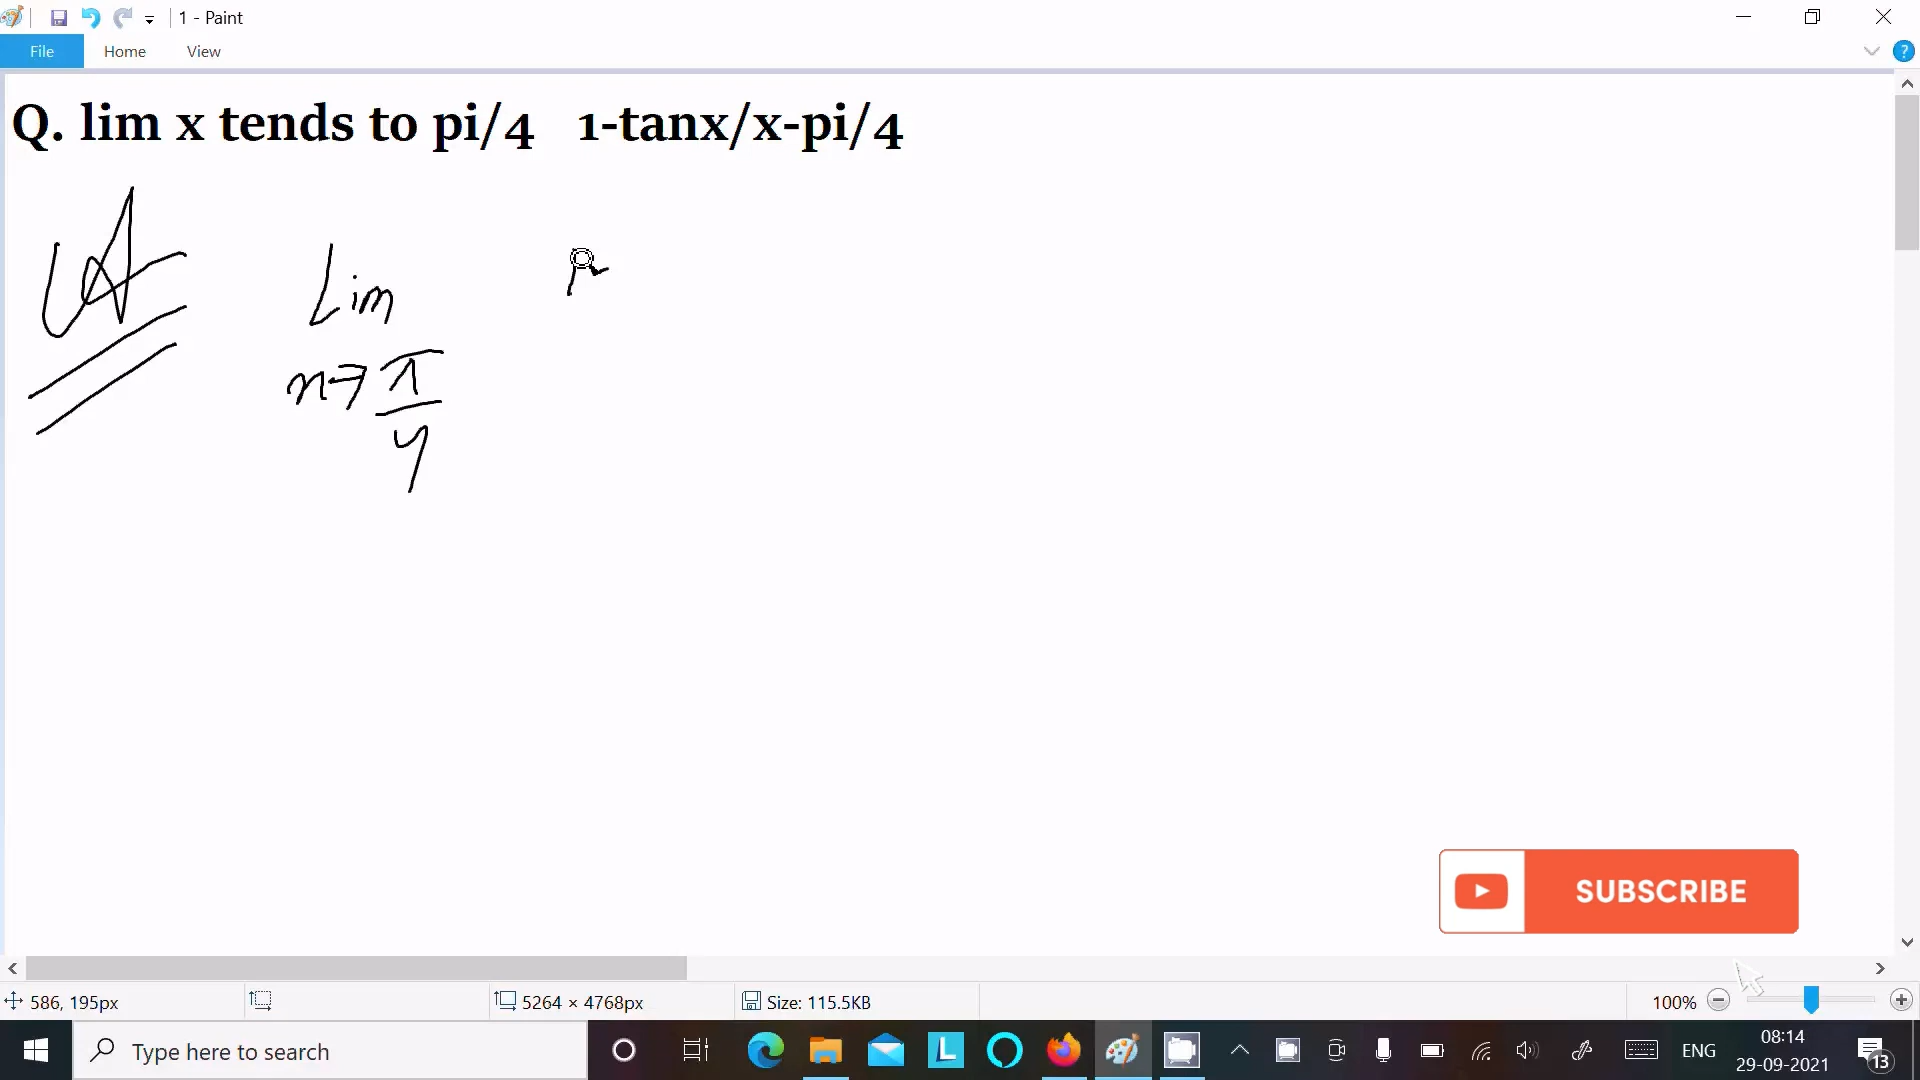 1 - Paint
File Home View
Q. lim x tends to pi/4 1-tanx/x-pi/4
Lim
x→π/4
SUBSCRIBE
586, 195px
5264 × 4768px
Size: 115.5KB
100%
Type here to search
ENG
08:14
29-09-2021
13